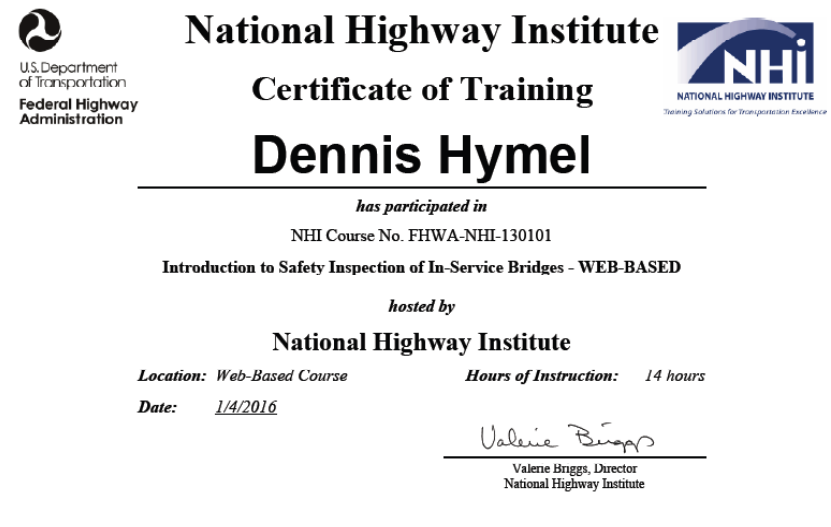 U.S. Department
of Transportation
Federal Highway
Administration
National Highway Institute
Certificate of Training
NHi
NATIONAL HIGHWAY INSTITUTE
Training Solutions for Transportation Excellence
Dennis Hymel
has participated in
NHI Course No. FHWA-NHI-130101
Introduction to Safety Inspection of In-Service Bridges - WEB-BASED
hosted by
National Highway Institute
Location: Web-Based Course Hours of Instruction: 14 hours
Date: 1/4/2016
Valerie Briggs
Valerie Briggs, Director
National Highway Institute